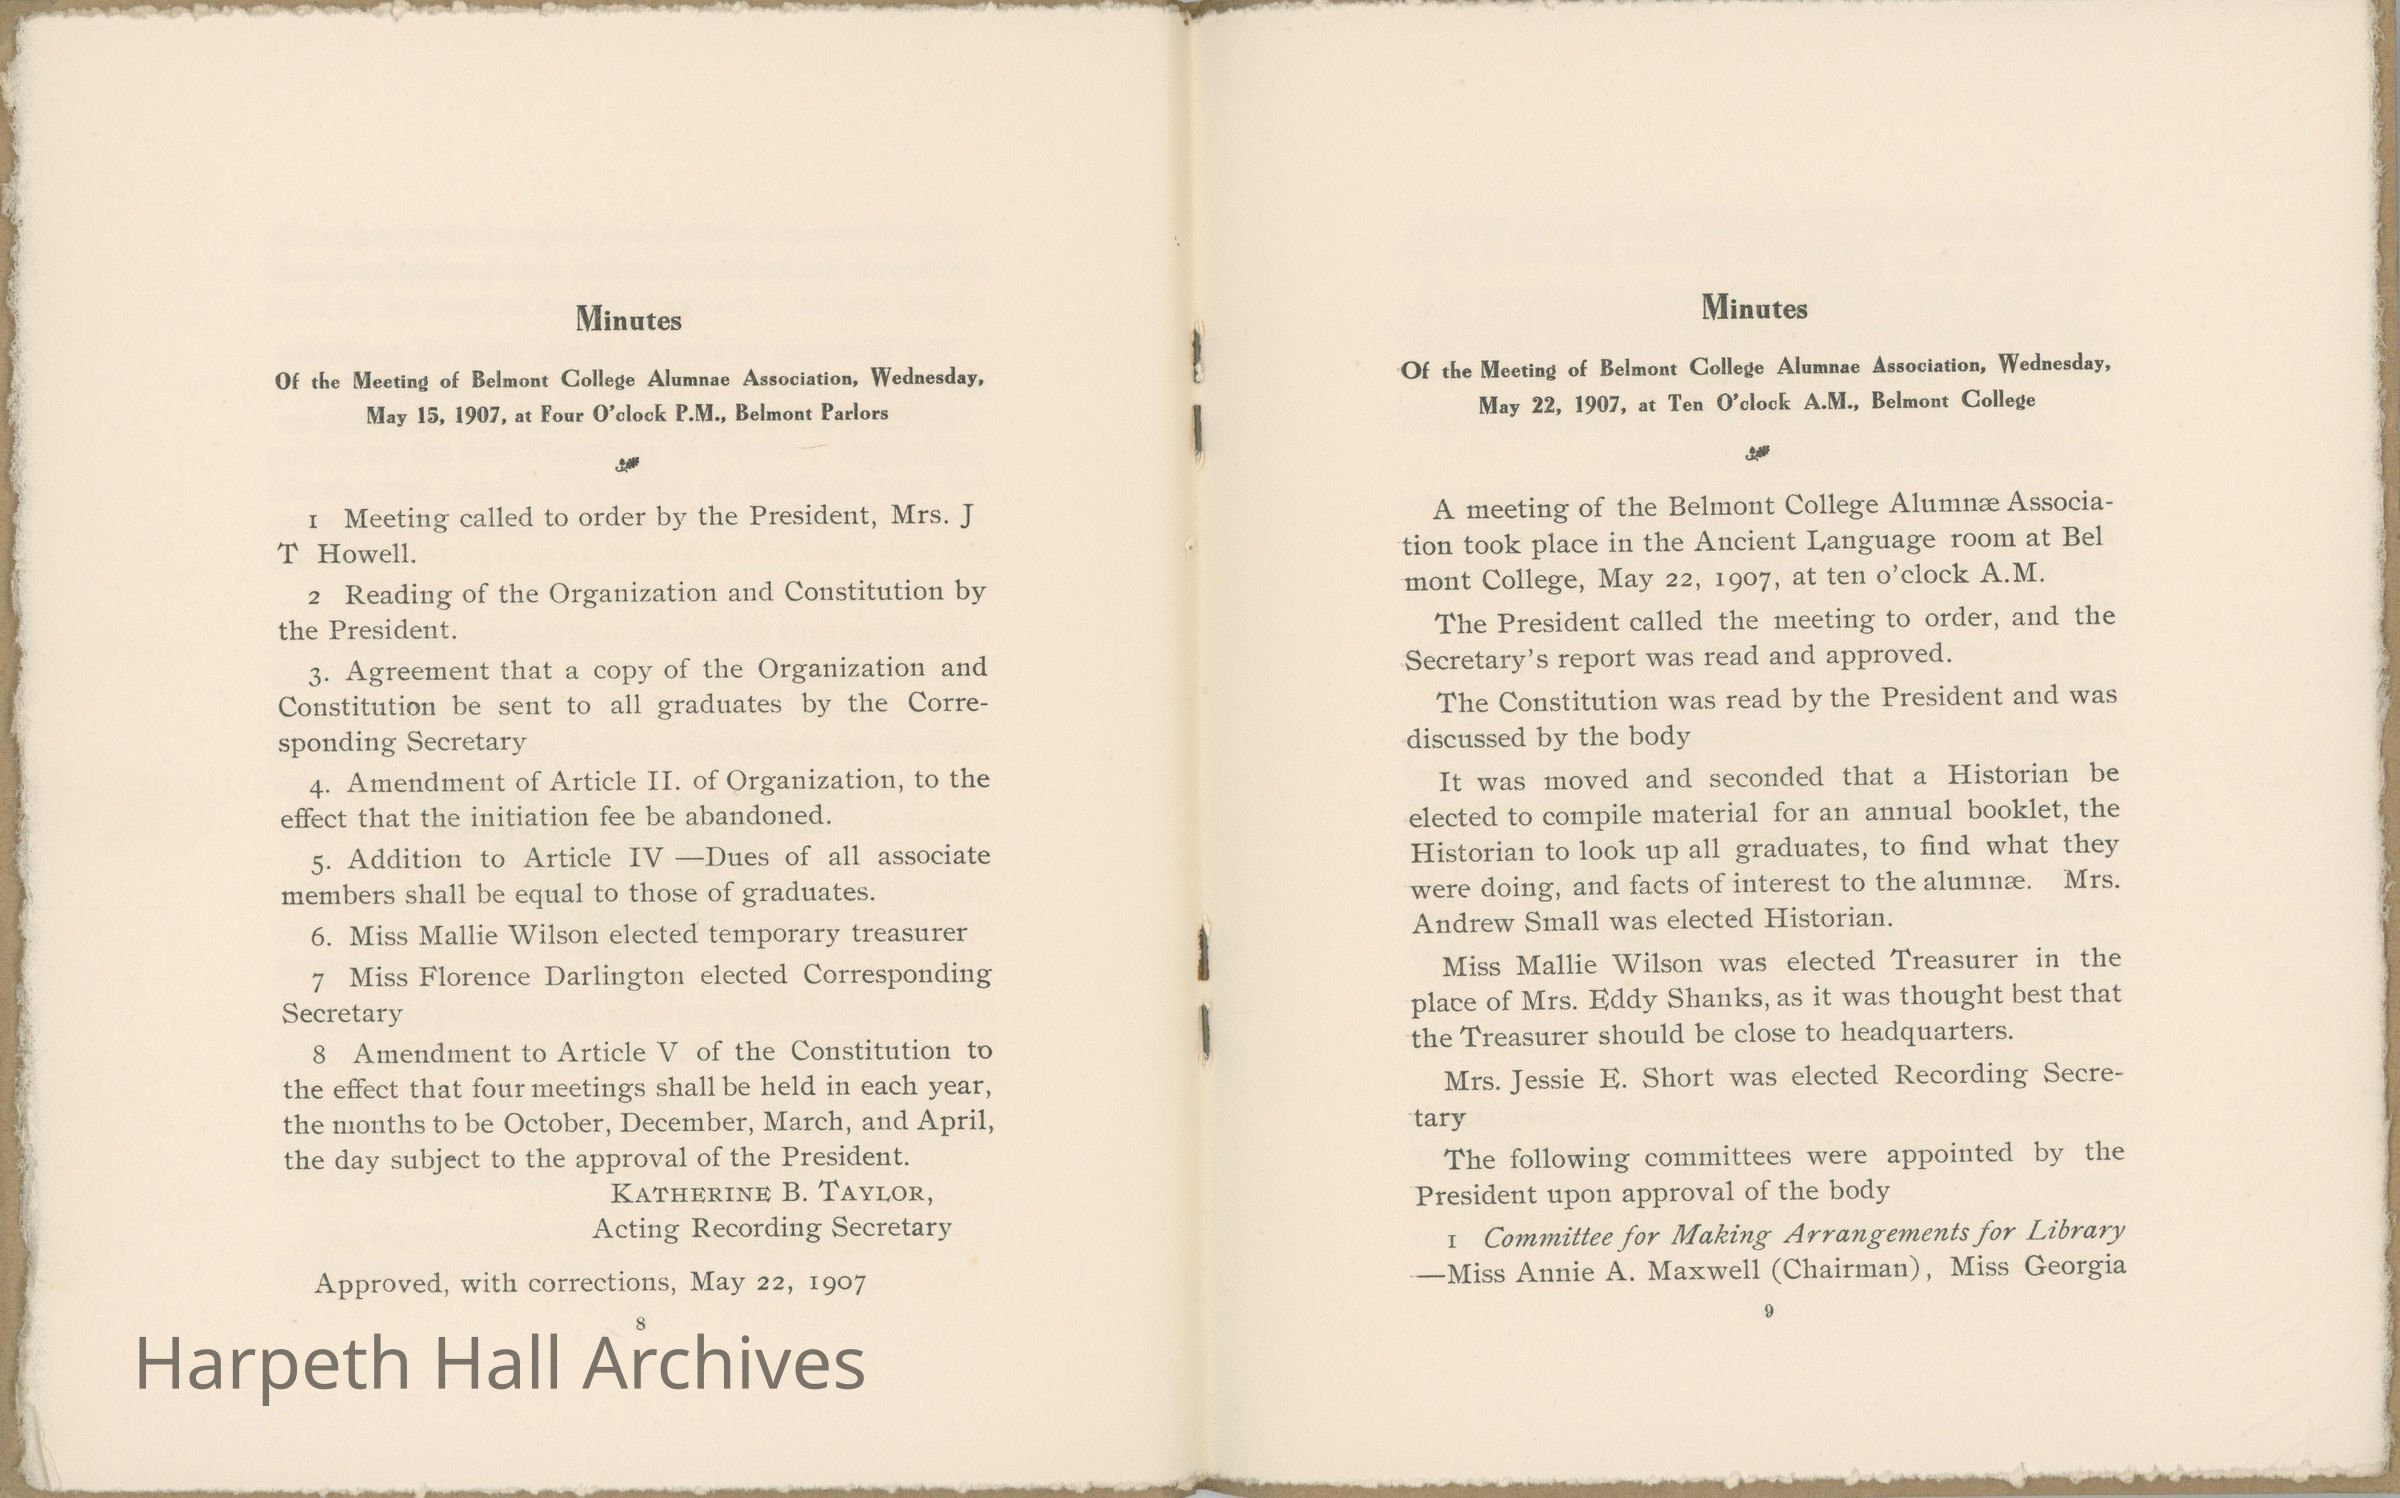 Minutes
Of the Meeting of Belmont College Alumnae Association, Wednesday,
May 15, 1907, at Four O'clock P.M., Belmont Parlors
1 Meeting called to order by the President, Mrs. J
T Howell.
2 Reading of the Organization and Constitution by
the President.
3. Agreement that a copy of the Organization and
Constitution be sent to all graduates by the Corre-
sponding Secretary
4. Amendment of Article II. of Organization, to the
effect that the initiation fee be abandoned.
5. Addition to Article IV —Dues of all associate
members shall be equal to those of graduates.
6. Miss Mallie Wilson elected temporary treasurer
7 Miss Florence Darlington elected Corresponding
Secretary
8 Amendment to Article V of the Constitution to
the effect that four meetings shall be held in each year,
the months to be October, December, March, and April,
the day subject to the approval of the President.
KATHERINE B. TAYLOR,
Acting Recording Secretary
Approved, with corrections, May 22, 1907
8
Harpeth Hall Archives
Minutes
Of the Meeting of Belmont College Alumnae Association, Wednesday,
May 22, 1907, at Ten O'clock A.M., Belmont College
A meeting of the Belmont College Alumnæ Associa-
tion took place in the Ancient Language room at Bel
mont College, May 22, 1907, at ten o'clock A.M.
The President called the meeting to order, and the
Secretary's report was read and approved.
The Constitution was read by the President and was
discussed by the body
It was moved and seconded that a Historian be
elected to compile material for an annual booklet, the
Historian to look up all graduates, to find what they
were doing, and facts of interest to the alumnæ. Mrs.
Andrew Small was elected Historian.
Miss Mallie Wilson was elected Treasurer in the
place of Mrs. Eddy Shanks, as it was thought best that
the Treasurer should be close to headquarters.
Mrs. Jessie E. Short was elected Recording Secre-
tary
The following committees were appointed by the
President upon approval of the body
1 Committee for Making Arrangements for Library
—Miss Annie A. Maxwell (Chairman), Miss Georgia
9